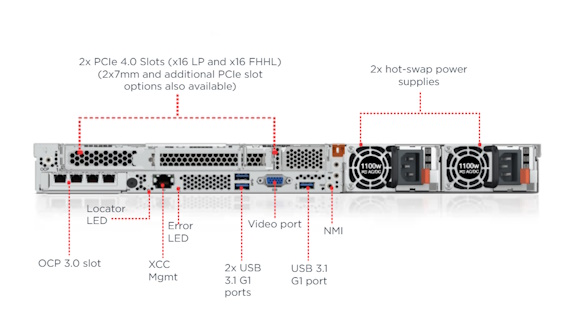 2x PCIe 4.0 Slots (x16 LP and x16 FHHL)
(2x7mm and additional PCIe slot
options also available)
2x hot-swap power
supplies
1100w
1100w
OCP
Locator
LED
Error
LED
Video port
NMI
OCP 3.0 slot
XCC
Mgmt
2x USB
3.1 G1
ports
USB 3.1
G1 port